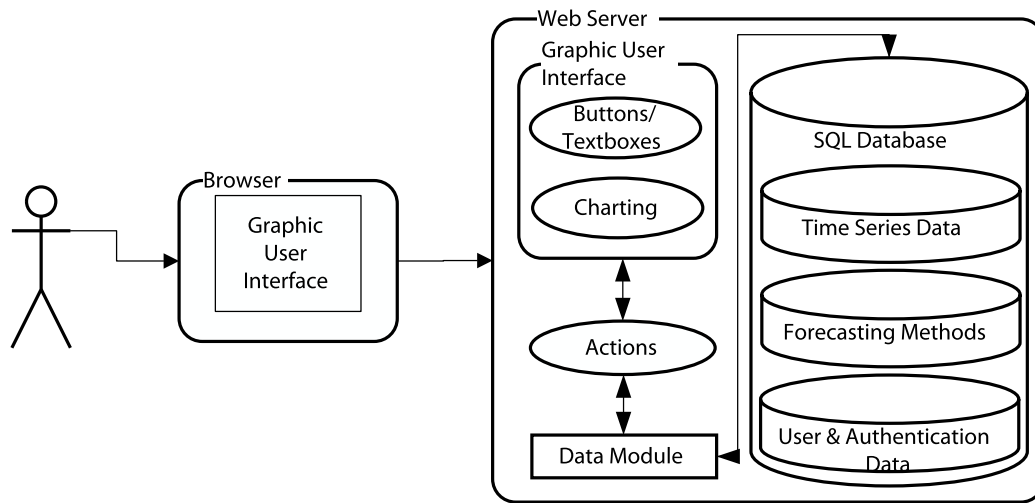 Web Server
Graphic User
Interface
Buttons/
Textboxes
Charting
Actions
Data Module
SQL Database
Time Series Data
Forecasting Methods
User & Authentication
Data
Browser
Graphic
User
Interface